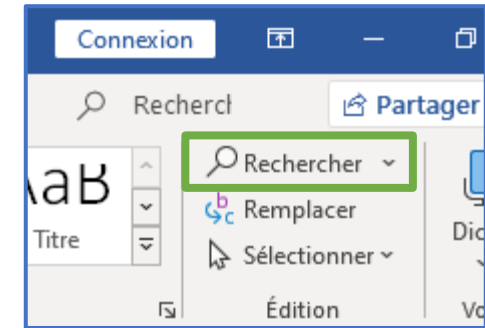 Connexion
Recherch Partager
Rechercher
AaB
Remplacer
Titre
Sélectionner
Dic
Édition
Vo